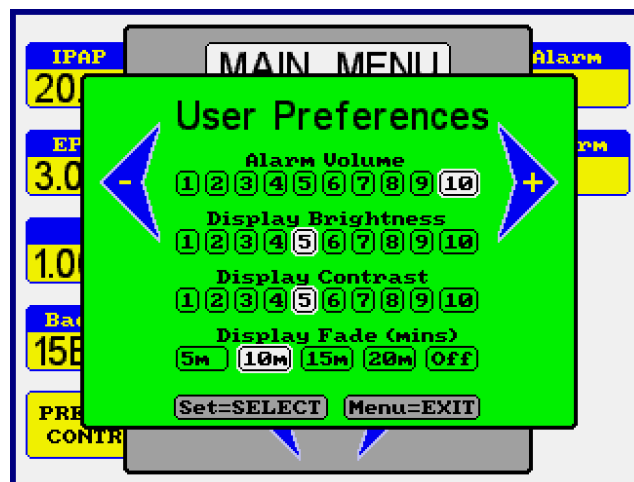 IPAP
Alarm
MAIN MENU
20.
User Preferences
EP
rm
Alarm Volume
3.0
-
1 2 3 4 5 6 7 8 9 10
+
Display Brightness
1 2 3 4 5 6 7 8 9 10
1.0
Display Contrast
1 2 3 4 5 6 7 8 9 10
Ba
Display Fade (mins)
15
5m 10m 15m 20m Off
PRE
Set=SELECT Menu=EXIT
CONTR